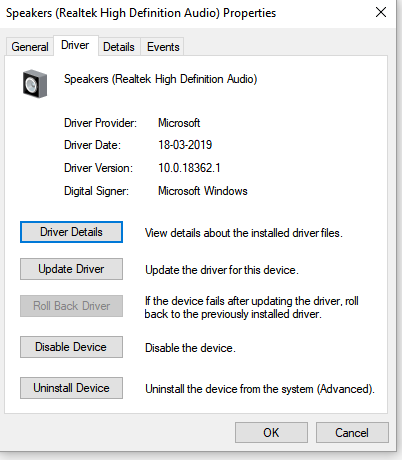 Speakers (Realtek High Definition Audio) Properties
General Driver Details Events
Speakers (Realtek High Definition Audio)
Driver Provider: Microsoft
Driver Date: 18-03-2019
Driver Version: 10.0.18362.1
Digital Signer: Microsoft Windows
Driver Details View details about the installed driver files.
Update Driver Update the driver for this device.
Roll Back Driver If the device fails after updating the driver, roll
back to the previously installed driver.
Disable Device Disable the device.
Uninstall Device Uninstall the device from the system (Advanced).
OK Cancel